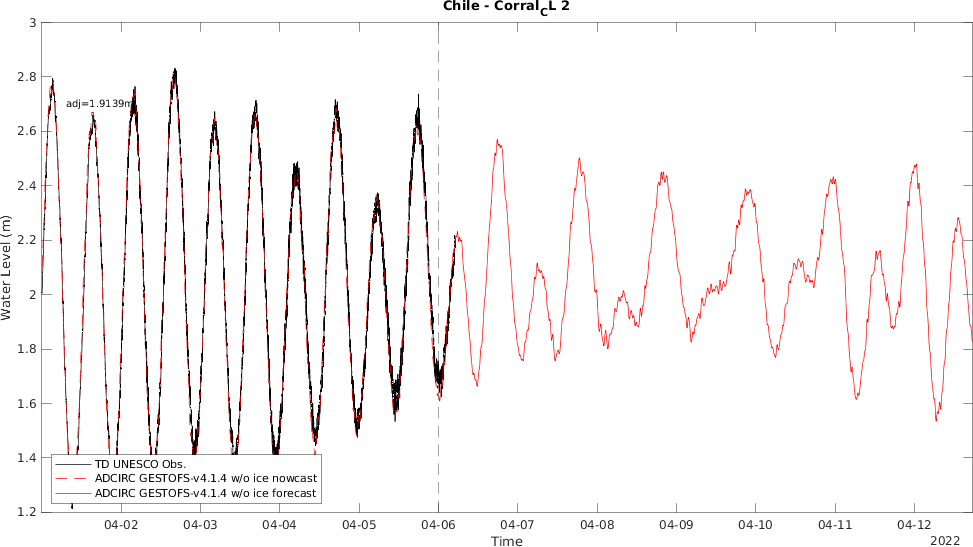 Chile - Corral_CL 2
3
2.8
2.6
2.4
2.2
2
1.8
1.6
1.4
1.2
Water Level (m)
adj=1.9139m
TD UNESCO Obs.
ADCIRC GESTOFS-v4.1.4 w/o ice nowcast
ADCIRC GESTOFS-v4.1.4 w/o ice forecast
04-02 04-03 04-04 04-05 04-06 04-07 04-08 04-09 04-10 04-11 04-12
Time
2022